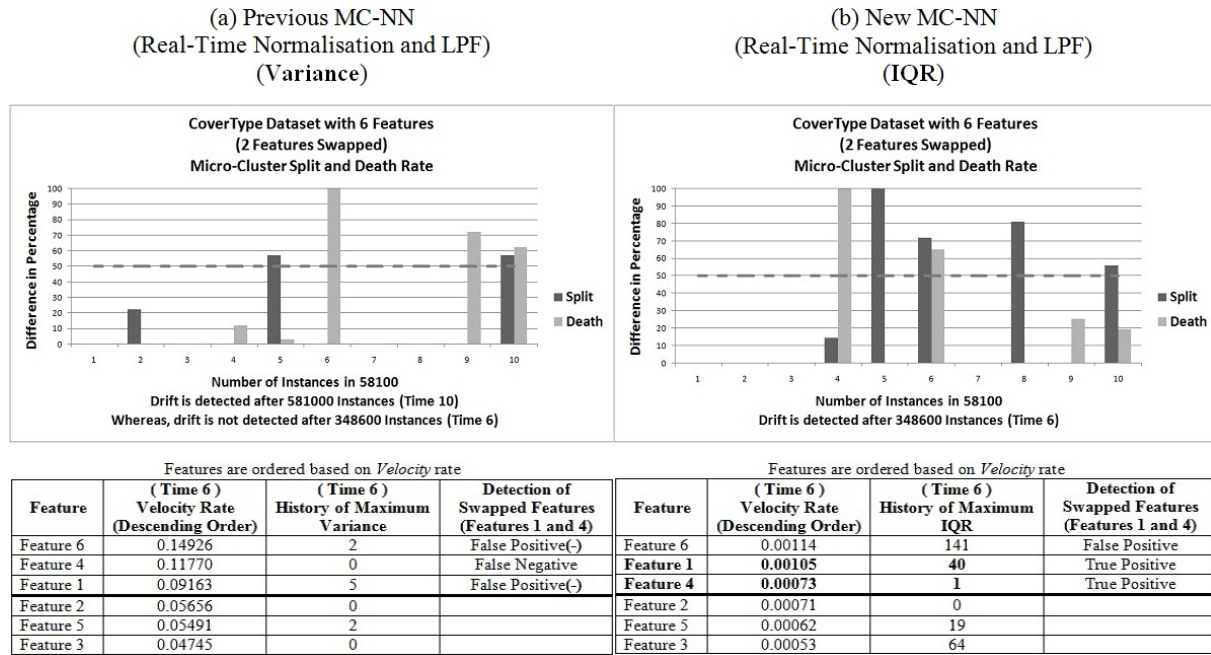 (a) Previous MC-NN
(Real-Time Normalisation and LPF)
(Variance)
CoverType Dataset with 6 Features
(2 Features Swapped)
Micro-Cluster Split and Death Rate
Difference in Percentage
100
90
80
70
60
50
40
30
20
10
0
1 2 3 4 5 6 7 8 9 10
Split
Death
Number of Instances in 58100
Drift is detected after 581000 Instances (Time 10)
Whereas, drift is not detected after 348600 Instances (Time 6)
Features are ordered based on Velocity rate
Feature ( Time 6 ) Velocity Rate (Descending Order) ( Time 6 ) History of Maximum Variance Detection of Swapped Features (Features 1 and 4)
Feature 6 0.14926 2 False Positive(-)
Feature 4 0.11770 0 False Negative
Feature 1 0.09163 5 False Positive(-)
Feature 2 0.05656 0
Feature 5 0.05491 2
Feature 3 0.04745 0
(b) New MC-NN
(Real-Time Normalisation and LPF)
(IQR)
CoverType Dataset with 6 Features
(2 Features Swapped)
Micro-Cluster Split and Death Rate
Difference in Percentage
100
90
80
70
60
50
40
30
20
10
0
1 2 3 4 5 6 7 8 9 10
Split
Death
Number of Instances in 58100
Drift is detected after 348600 Instances (Time 6)
Features are ordered based on Velocity rate
Feature ( Time 6 ) Velocity Rate (Descending Order) ( Time 6 ) History of Maximum IQR Detection of Swapped Features (Features 1 and 4)
Feature 6 0.00114 141 False Positive
Feature 1 0.00105 40 True Positive
Feature 4 0.00073 1 True Positive
Feature 2 0.00071 0
Feature 5 0.00062 19
Feature 3 0.00053 64